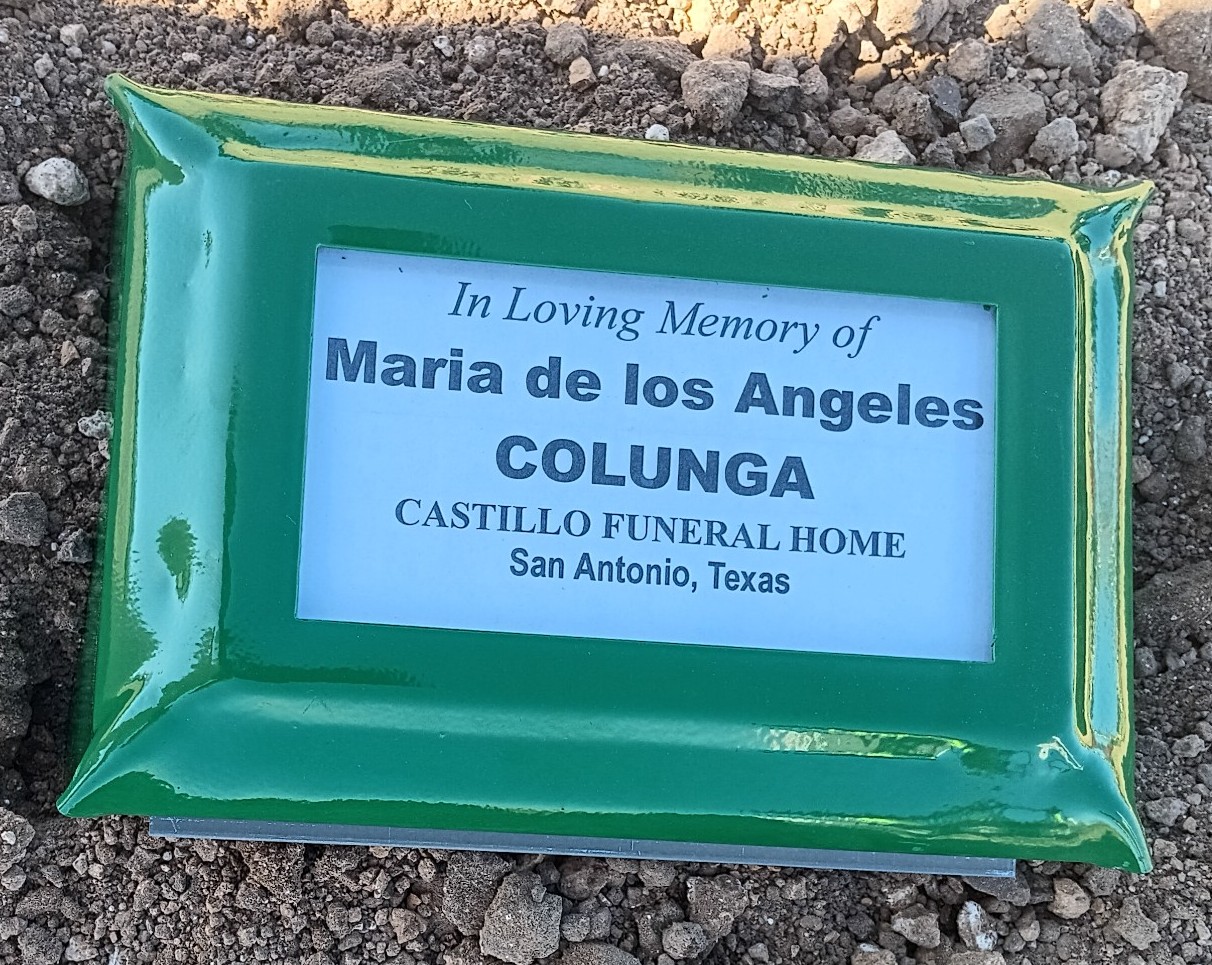 In Loving Memory of
Maria de los Angeles
COLUNGA
CASTILLO FUNERAL HOME
San Antonio, Texas